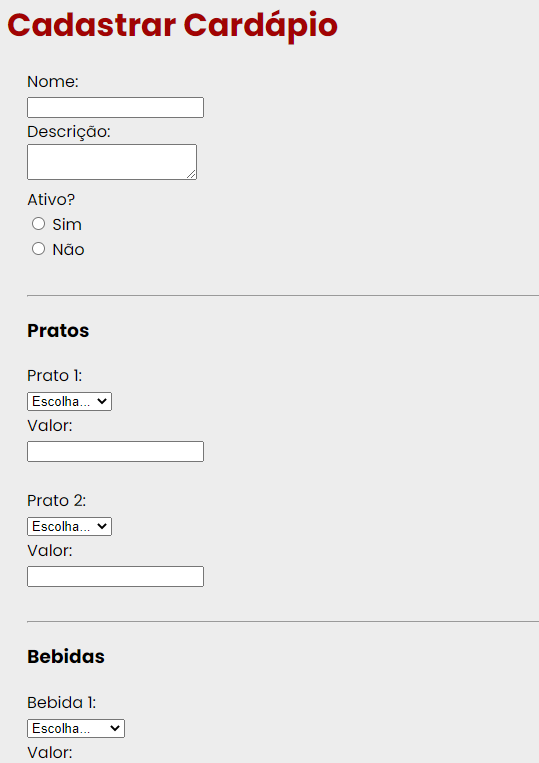 Cadastrar Cardápio
Nome:
Descrição:
Ativo?
Sim
Não
Pratos
Prato 1:
Escolha...
Valor:
Prato 2:
Escolha...
Valor:
Bebidas
Bebida 1:
Escolha...
Valor: